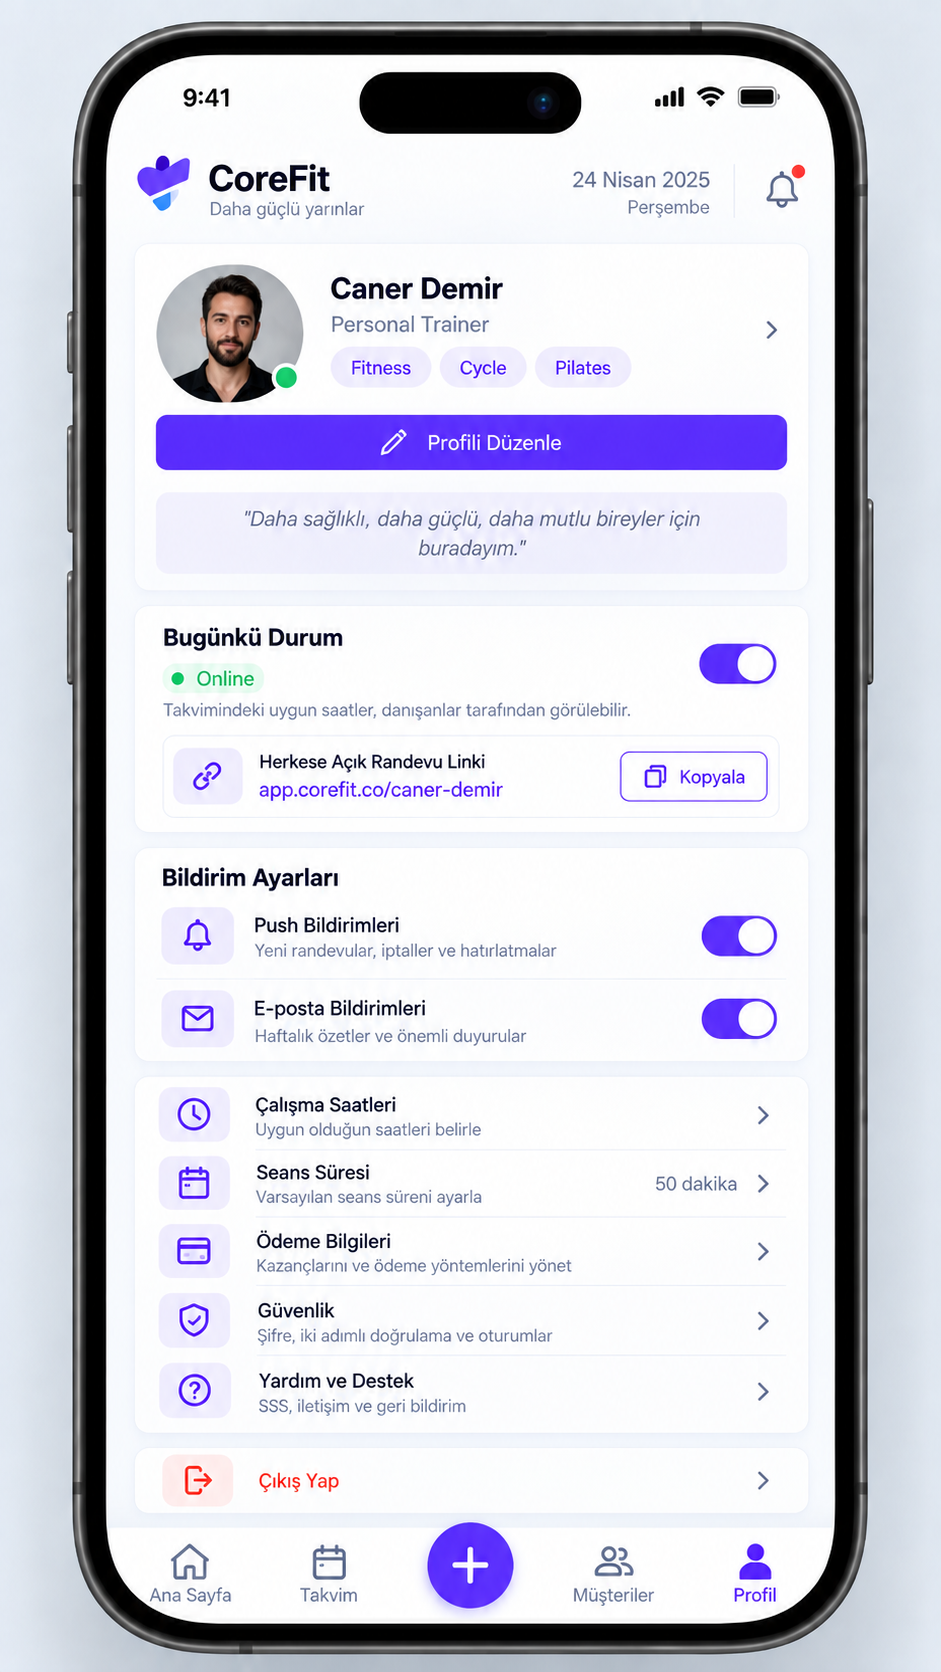 9:41
CoreFit
Daha güçlü yarınlar
24 Nisan 2025
Perşembe
Caner Demir
Personal Trainer
Fitness
Cycle
Pilates
Profili Düzenle
"Daha sağlıklı, daha güçlü, daha mutlu bireyler için
buradayım."
Bugünkü Durum
Online
Takvimindeki uygun saatler, danışanlar tarafından görülebilir.
Herkese Açık Randevu Linki
app.corefit.co/caner-demir
Kopyala
Bildirim Ayarları
Push Bildirimleri
Yeni randevular, iptaller ve hatırlatmalar
E-posta Bildirimleri
Haftalık özetler ve önemli duyurular
Çalışma Saatleri
Uygun olduğun saatleri belirle
Seans Süresi
Varsayılan seans süreni ayarla
50 dakika
Ödeme Bilgileri
Kazançlarını ve ödeme yöntemlerini yönet
Güvenlik
Şifre, iki adımlı doğrulama ve oturumlar
Yardım ve Destek
SSS, iletişim ve geri bildirim
Çıkış Yap
Ana Sayfa
Takvim
Müşteriler
Profil